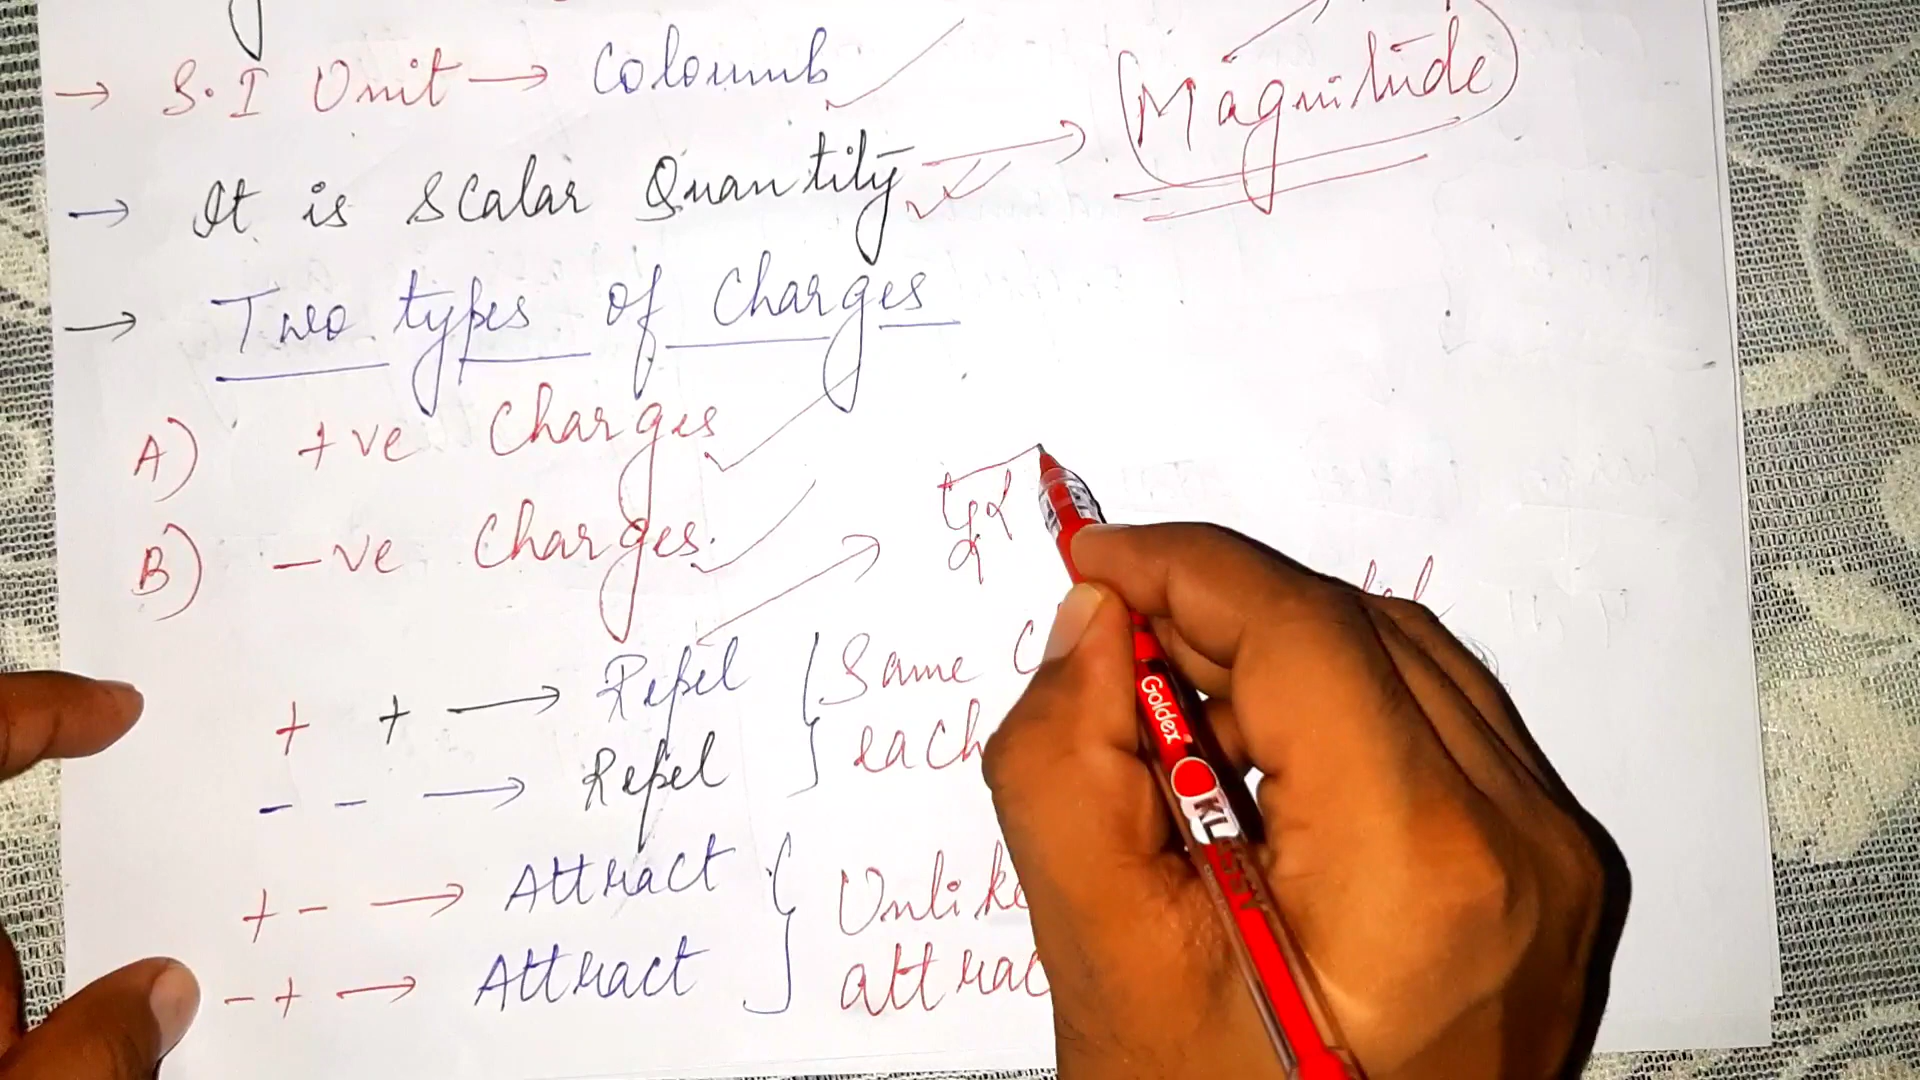 → S.I Unit → Coloumb
→ It is Scalar Quantity → (Magnitude)
→ Two types of Charges
A) +ve Charges
B) -ve Charges.
+ + → Repel { Same
- - → Repel } each
+ - → Attract { Unlike
- + → Attract } attrac
Goldex
KLASSY